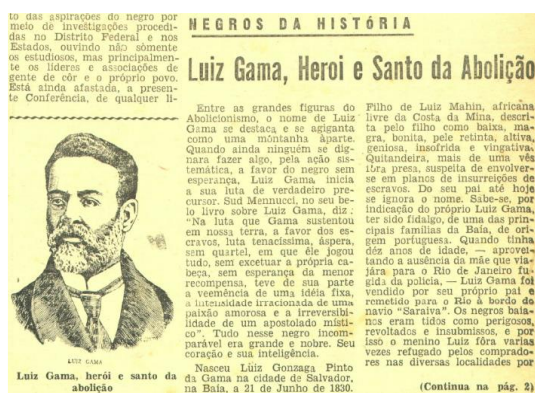 to das aspirações do negro por
meio de investigações procedi-
das no Distrito Federal e nos
Estados, ouvindo não sòmente
os estudiosos, mas principalmen-
te os líderes e associações de
gente de côr e o próprio povo.
Está ainda afastada, a presen-
te Conferência, de qualquer li-
LUIZ GAMA
Luiz Gama, herói e santo da
abolição
NEGROS DA HISTÓRIA
Luiz Gama, Heroi e Santo da Abolição
Entre as grandes figuras do
Abolicionismo, o nome de Luiz
Gama se destaca e se agiganta
como uma montanha àparte.
Quando ainda ninguém se dig-
nara fazer algo, pela ação sis-
temática, a favor do negro sem
esperança, Luiz Gama inicia
a sua luta de verdadeiro pre-
cursor. Sud Mennucci, no seu be-
lo livro sobre Luiz Gama, diz:
"Na luta que Gama sustentou
em nossa terra, a favor dos es-
cravos, luta tenacíssima, áspera,
sem quartel, em que êle jogou
tudo, sem excetuar a própria ca-
beça, sem esperança da menor
recompensa, teve de sua parte
a veemência de uma idéia fixa,
a intensidade irracionada de uma
paixão amorosa e a irreversibi-
lidade de um apostolado místi-
co". Tudo nesse negro incom-
parável era grande e nobre. Seu
coração e sua inteligência.
Nasceu Luiz Gonzaga Pinto
da Gama na cidade de Salvador,
na Baía, a 21 de Junho de 1830.
Filho de Luiz Mahin, africana
livre da Costa da Mina, descri-
ta pelo filho como baixa, ma-
gra, bonita, pele retinta, altiva,
geniosa, insofrida e vingativa.
Quitandeira, mais de uma vês
fôra presa, suspeita de envolver-
se em planos de insurreições de
escravos. Do seu pai até hoje
se ignora o nome. Sabe-se, por
indicação do próprio Luiz Gama,
ter sido fidalgo, de uma das prin-
cipais famílias da Baía, de ori-
gem portuguesa. Quando tinha
déz anos de idade, — aprovei-
tando a ausência da mãe que via-
jára para o Rio de Janeiro fu-
gida da polícia, — Luiz Gama foi
vendido por seu próprio pai e
remetido para o Rio à bordo do
navio "Saraiva". Os negros baia-
nos eram tidos como perigosos,
revoltados e insubmissos, e por
isso o menino Luiz fôra varias
vezes refugado pelos comprado-
res nas diversas localidades por
(Continua na pág. 2)